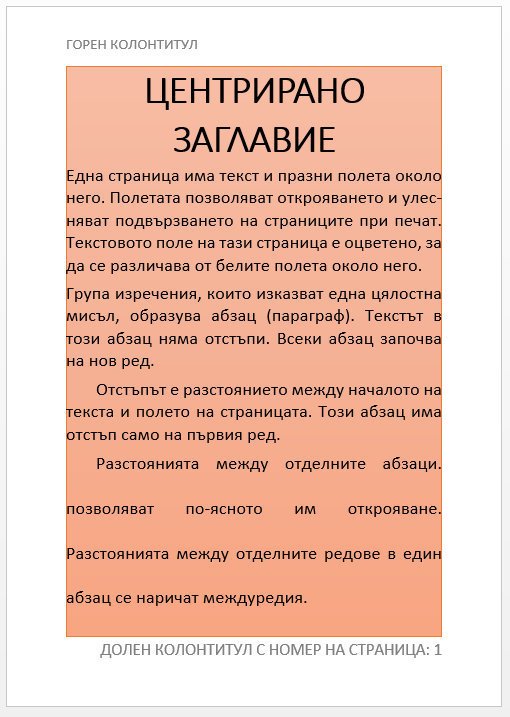 ГОРЕН КОЛОНТИТУЛ
ЦЕНТРИРАНО
ЗАГЛАВИЕ
Една страница има текст и празни полета около
него. Полетата позволяват открояването и улес-
няват подвързването на страниците при печат.
Текстовото поле на тази страница е оцветено, за
да се различава от белите полета около него.
Група изречения, които изказват една цялостна
мисъл, образува абзац (параграф). Текстът в
този абзац няма отстъпи. Всеки абзац започва
на нов ред.
Отстъпът е разстоянието между началото на
текста и полето на страницата. Този абзац има
отстъп само на първия ред.
Разстоянията между отделните абзаци.
позволяват по-ясното им открояване.
Разстоянията между отделните редове в един
абзац се наричат междуредия.
ДОЛЕН КОЛОНТИТУЛ С НОМЕР НА СТРАНИЦА: 1